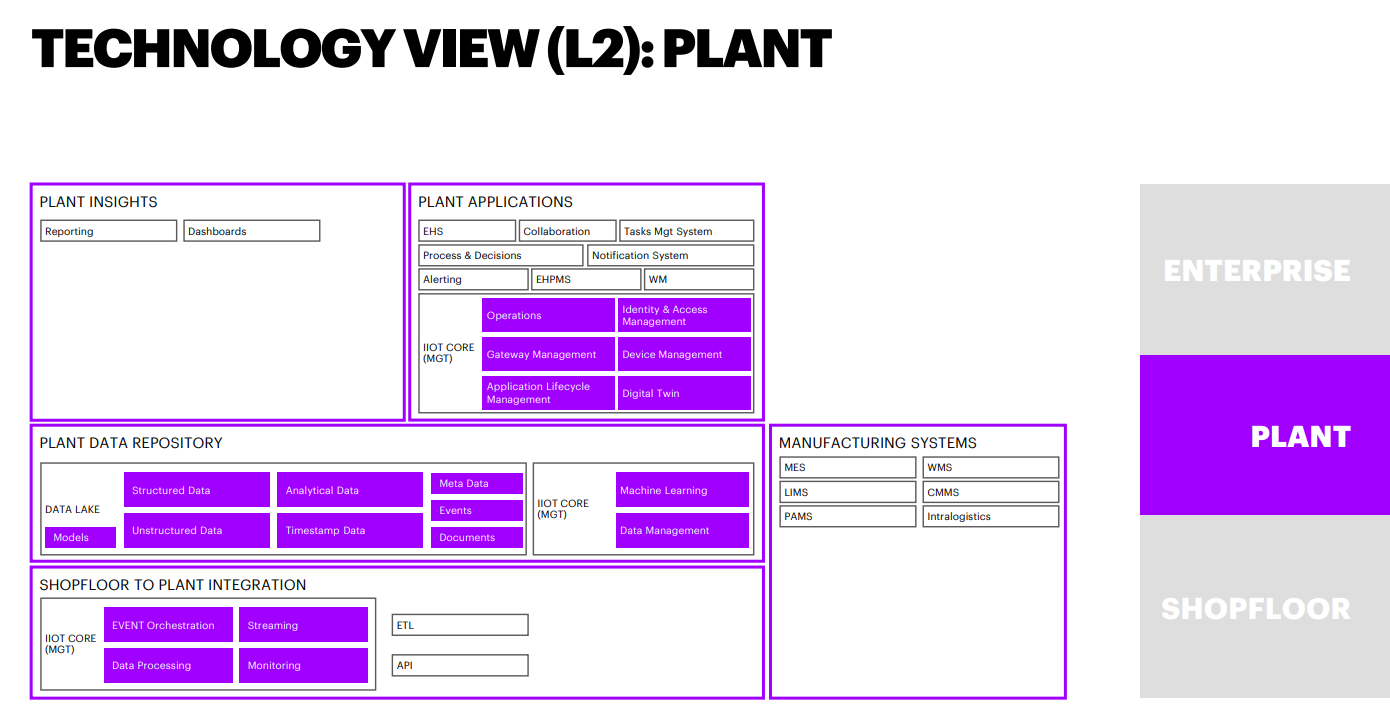 TECHNOLOGY VIEW (L2): PLANT
PLANT INSIGHTS
Reporting
Dashboards
PLANT APPLICATIONS
EHS
Collaboration
Tasks Mgt System
Process & Decisions
Notification System
Alerting
EHPMS
WM
IIOT CORE
(MGT)
Operations
Identity & Access
Management
Gateway Management
Device Management
Application Lifecycle
Management
Digital Twin
PLANT DATA REPOSITORY
DATA LAKE
Models
Structured Data
Analytical Data
Unstructured Data
Timestamp Data
Meta Data
Events
Documents
IIOT CORE
(MGT)
Machine Learning
Data Management
MANUFACTURING SYSTEMS
MES
WMS
LIMS
CMMS
PAMS
Intralogistics
SHOPFLOOR TO PLANT INTEGRATION
IIOT CORE
(MGT)
EVENT Orchestration
Streaming
Data Processing
Monitoring
ETL
API
ENTERPRISE
PLANT
SHOPFLOOR